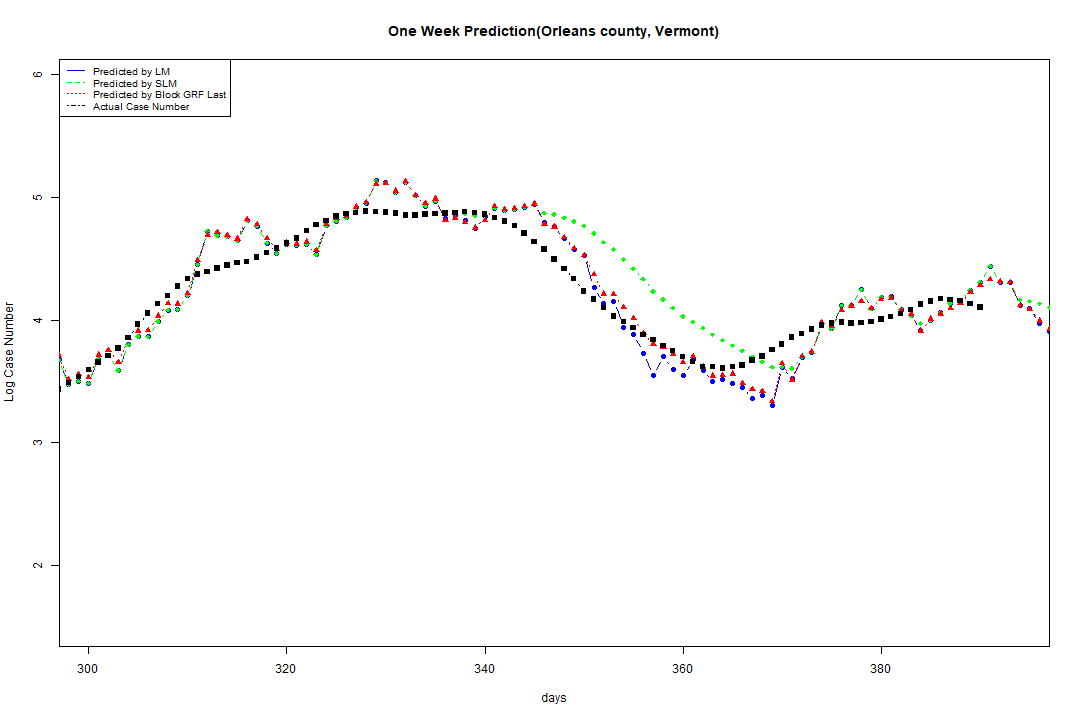 One Week Prediction(Orleans county, Vermont)
Predicted by LM
Predicted by SLM
Predicted by Block GRF Last
Actual Case Number
6
5
4
3
2
Log Case Number
300 320 340 360 380
days